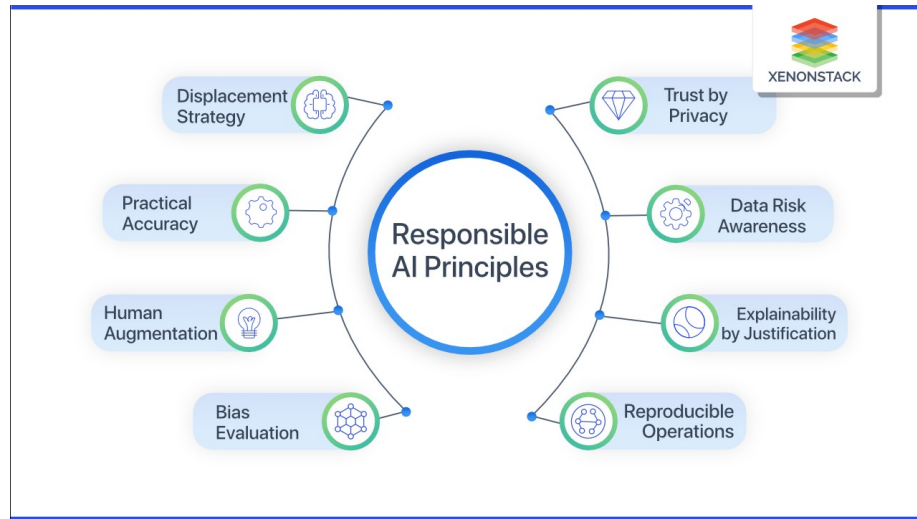 XENONSTACK
Displacement
Strategy
Practical
Accuracy
Human
Augmentation
Bias
Evaluation
Responsible
AI Principles
Trust by
Privacy
Data Risk
Awareness
Explainability
by Justification
Reproducible
Operations